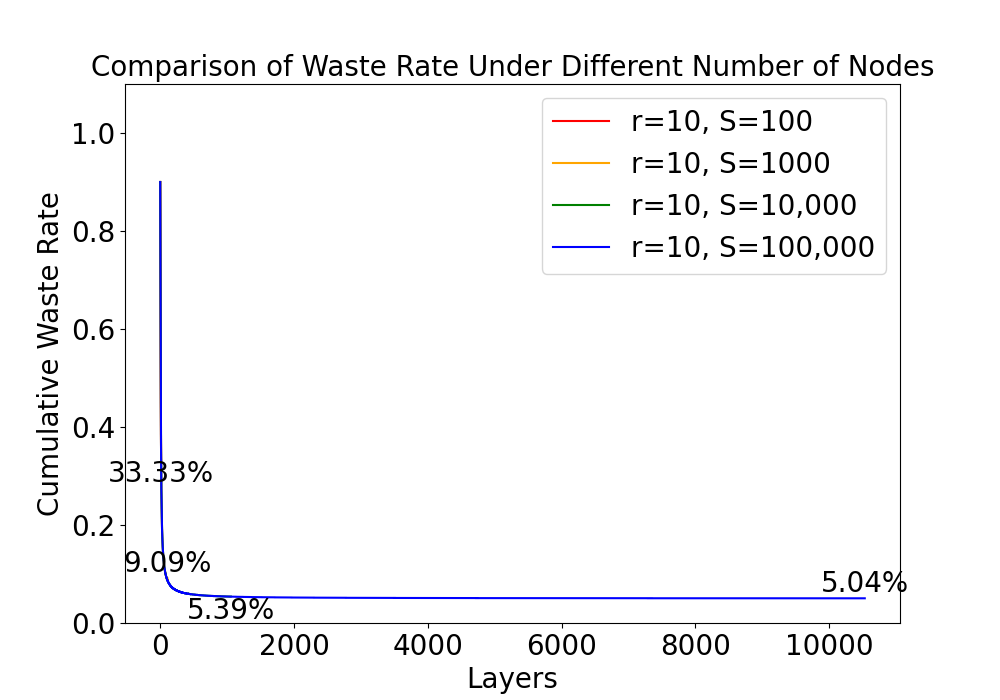 Comparison of Waste Rate Under Different Number of Nodes
r=10, S=100
r=10, S=1000
r=10, S=10,000
r=10, S=100,000
Cumulative Waste Rate
1.0
0.8
0.6
0.4
0.2
0.0
33.33%
9.09%
5.39%
5.04%
0 2000 4000 6000 8000 10000
Layers